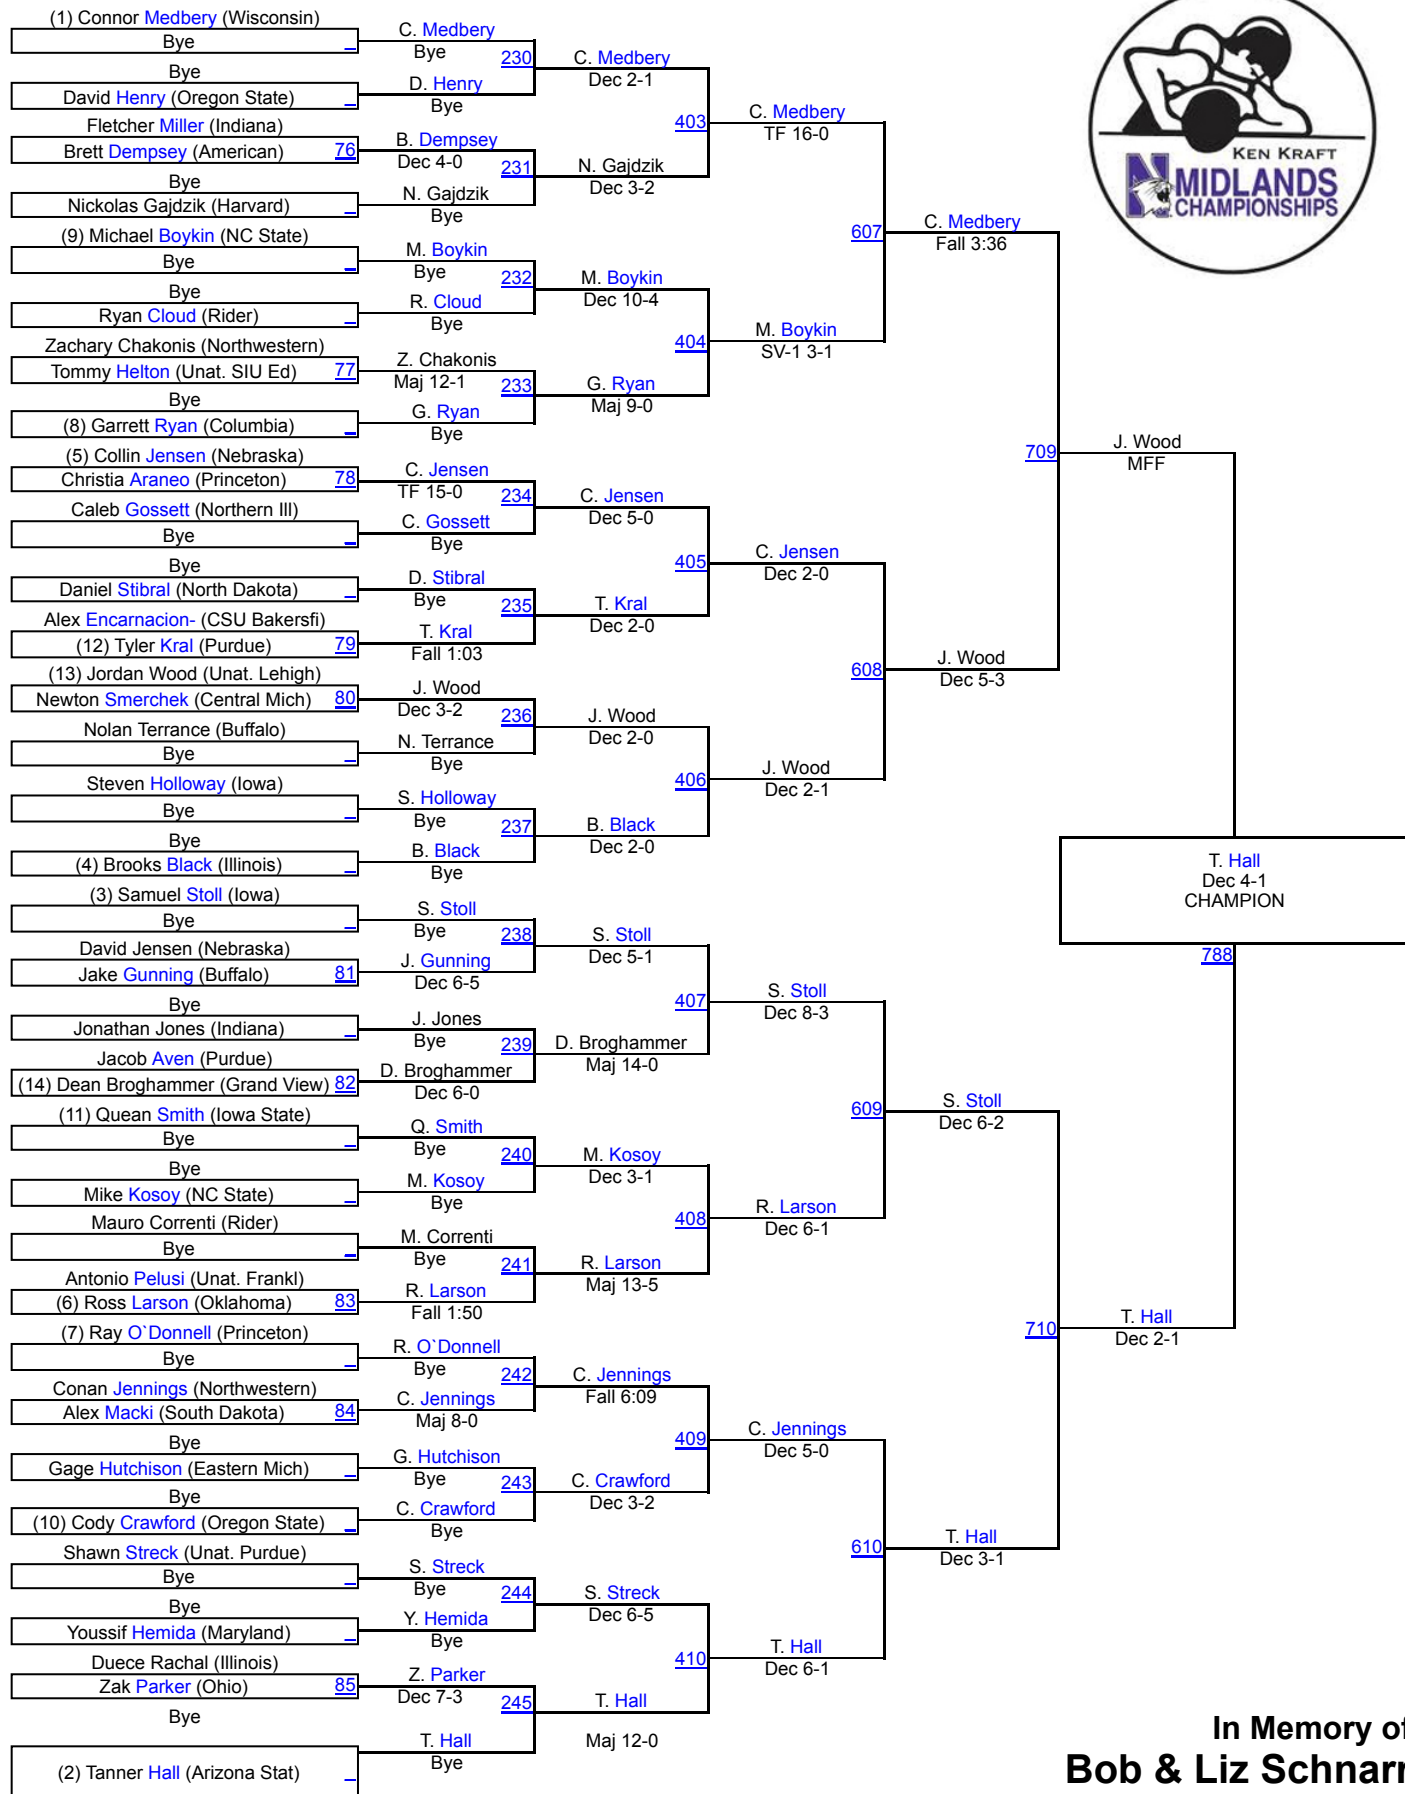 (1) Connor Medbery (Wisconsin)
Bye
Bye
David Henry (Oregon State)
Fletcher Miller (Indiana)
Brett Dempsey (American) 76
Bye
Nickolas Gajdzik (Harvard)
(9) Michael Boykin (NC State)
Bye
Bye
Ryan Cloud (Rider)
Zachary Chakonis (Northwestern)
Tommy Helton (Unat. SIU Ed) 77
Bye
(8) Garrett Ryan (Columbia)
(5) Collin Jensen (Nebraska)
Christia Araneo (Princeton) 78
Caleb Gossett (Northern Ill)
Bye
Bye
Daniel Stibral (North Dakota)
Alex Encarnacion- (CSU Bakersfi)
(12) Tyler Kral (Purdue) 79
(13) Jordan Wood (Unat. Lehigh)
Newton Smerchek (Central Mich) 80
Nolan Terrance (Buffalo)
Bye
Steven Holloway (Iowa)
Bye
Bye
(4) Brooks Black (Illinois)
(3) Samuel Stoll (Iowa)
Bye
David Jensen (Nebraska)
Jake Gunning (Buffalo) 81
Bye
Jonathan Jones (Indiana)
Jacob Aven (Purdue)
(14) Dean Broghammer (Grand View) 82
(11) Quean Smith (Iowa State)
Bye
Bye
Mike Kosoy (NC State)
Mauro Correnti (Rider)
Bye
Antonio Pelusi (Unat. Frankl)
(6) Ross Larson (Oklahoma) 83
(7) Ray O`Donnell (Princeton)
Bye
Conan Jennings (Northwestern)
Alex Macki (South Dakota) 84
Bye
Gage Hutchison (Eastern Mich)
Bye
(10) Cody Crawford (Oregon State)
Shawn Streck (Unat. Purdue)
Bye
Bye
Youssif Hemida (Maryland)
Duece Rachal (Illinois)
Zak Parker (Ohio) 85
Bye
(2) Tanner Hall (Arizona Stat)
C. Medbery
Bye
230
D. Henry
Bye
B. Dempsey
Dec 4-0
231
N. Gajdzik
Bye
M. Boykin
Bye
232
R. Cloud
Bye
Z. Chakonis
Maj 12-1
233
G. Ryan
Bye
C. Jensen
TF 15-0
234
C. Gossett
Bye
D. Stibral
Bye
235
T. Kral
Fall 1:03
J. Wood
Dec 3-2
236
N. Terrance
Bye
S. Holloway
Bye
237
B. Black
Bye
S. Stoll
Bye
238
J. Gunning
Dec 6-5
J. Jones
Bye
239
D. Broghammer
Dec 6-0
Q. Smith
Bye
240
M. Kosoy
Bye
M. Correnti
Bye
241
R. Larson
Fall 1:50
R. O`Donnell
Bye
242
C. Jennings
Maj 8-0
G. Hutchison
Bye
243
C. Crawford
Bye
S. Streck
Bye
244
Y. Hemida
Bye
Z. Parker
Dec 7-3
245
T. Hall
Bye
C. Medbery
Dec 2-1
403
N. Gajdzik
Dec 3-2
M. Boykin
Dec 10-4
404
G. Ryan
Maj 9-0
C. Jensen
Dec 5-0
405
T. Kral
Dec 2-0
J. Wood
Dec 2-0
406
B. Black
Dec 2-0
S. Stoll
Dec 5-1
407
D. Broghammer
Maj 14-0
M. Kosoy
Dec 3-1
408
R. Larson
Maj 13-5
C. Jennings
Fall 6:09
409
C. Crawford
Dec 3-2
S. Streck
Dec 6-5
410
T. Hall
Maj 12-0
C. Medbery
TF 16-0
607
M. Boykin
SV-1 3-1
C. Jensen
Dec 2-0
608
J. Wood
Dec 2-1
S. Stoll
Dec 8-3
609
R. Larson
Dec 6-1
C. Jennings
Dec 5-0
610
T. Hall
Dec 6-1
C. Medbery
Fall 3:36
709
J. Wood
Dec 5-3
S. Stoll
Dec 6-2
710
T. Hall
Dec 3-1
J. Wood
MFF
T. Hall
Dec 2-1
T. Hall
Dec 4-1
CHAMPION
788
KEN KRAFT
N MIDLANDS
CHAMPIONSHIPS
In Memory of
Bob & Liz Schnarr